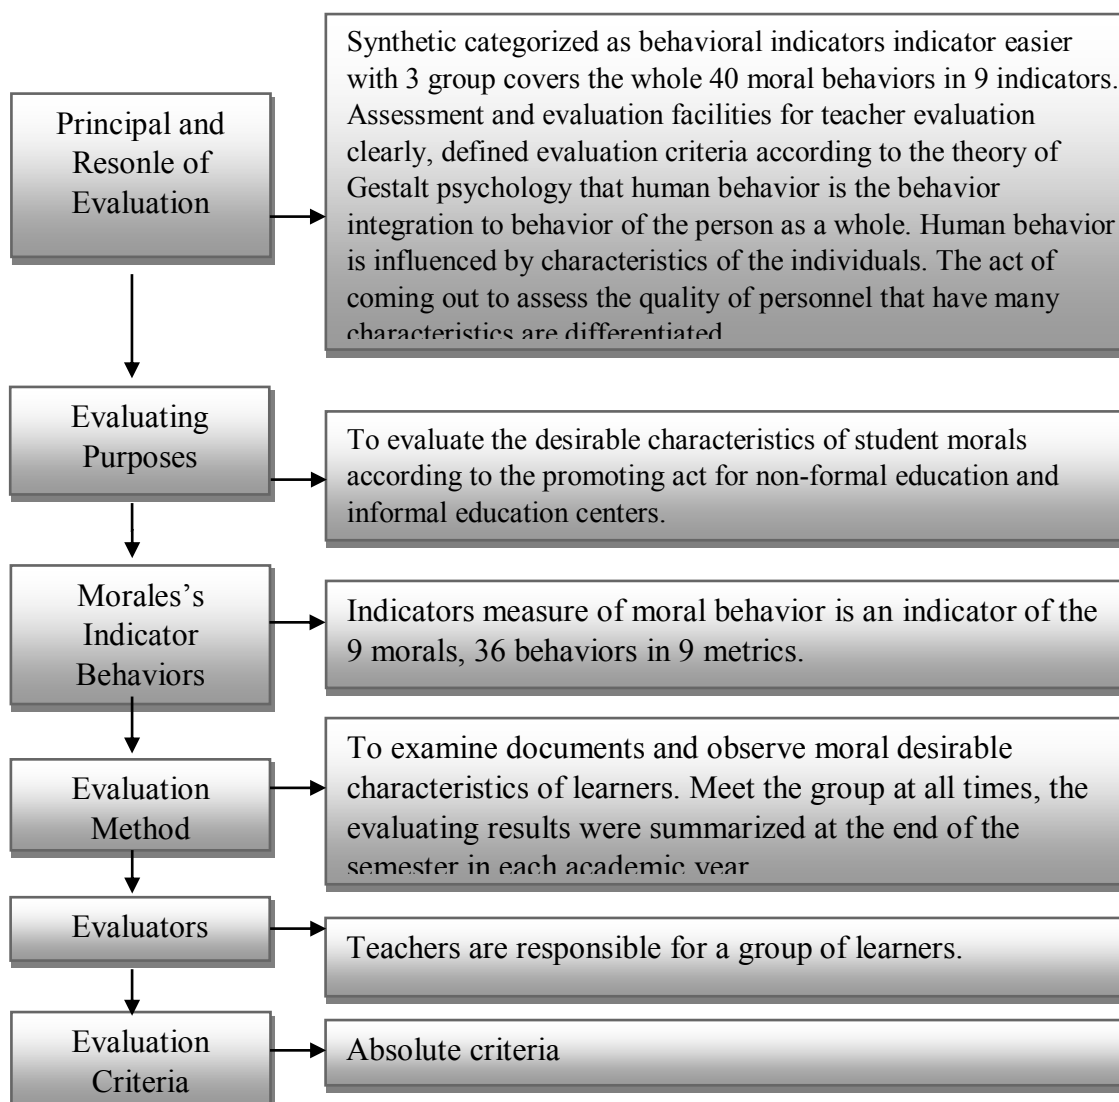 Principal and
Resonle of
Evaluation
Synthetic categorized as behavioral indicators indicator easier
with 3 group covers the whole 40 moral behaviors in 9 indicators.
Assessment and evaluation facilities for teacher evaluation
clearly, defined evaluation criteria according to the theory of
Gestalt psychology that human behavior is the behavior
integration to behavior of the person as a whole. Human behavior
is influenced by characteristics of the individuals. The act of
coming out to assess the quality of personnel that have many
characteristics are differentiated
Evaluating
Purposes
To evaluate the desirable characteristics of student morals
according to the promoting act for non-formal education and
informal education centers.
Morales’s
Indicator
Behaviors
Indicators measure of moral behavior is an indicator of the
9 morals, 36 behaviors in 9 metrics.
Evaluation
Method
To examine documents and observe moral desirable
characteristics of learners. Meet the group at all times, the
evaluating results were summarized at the end of the
semester in each academic year
Evaluators
Teachers are responsible for a group of learners.
Evaluation
Criteria
Absolute criteria